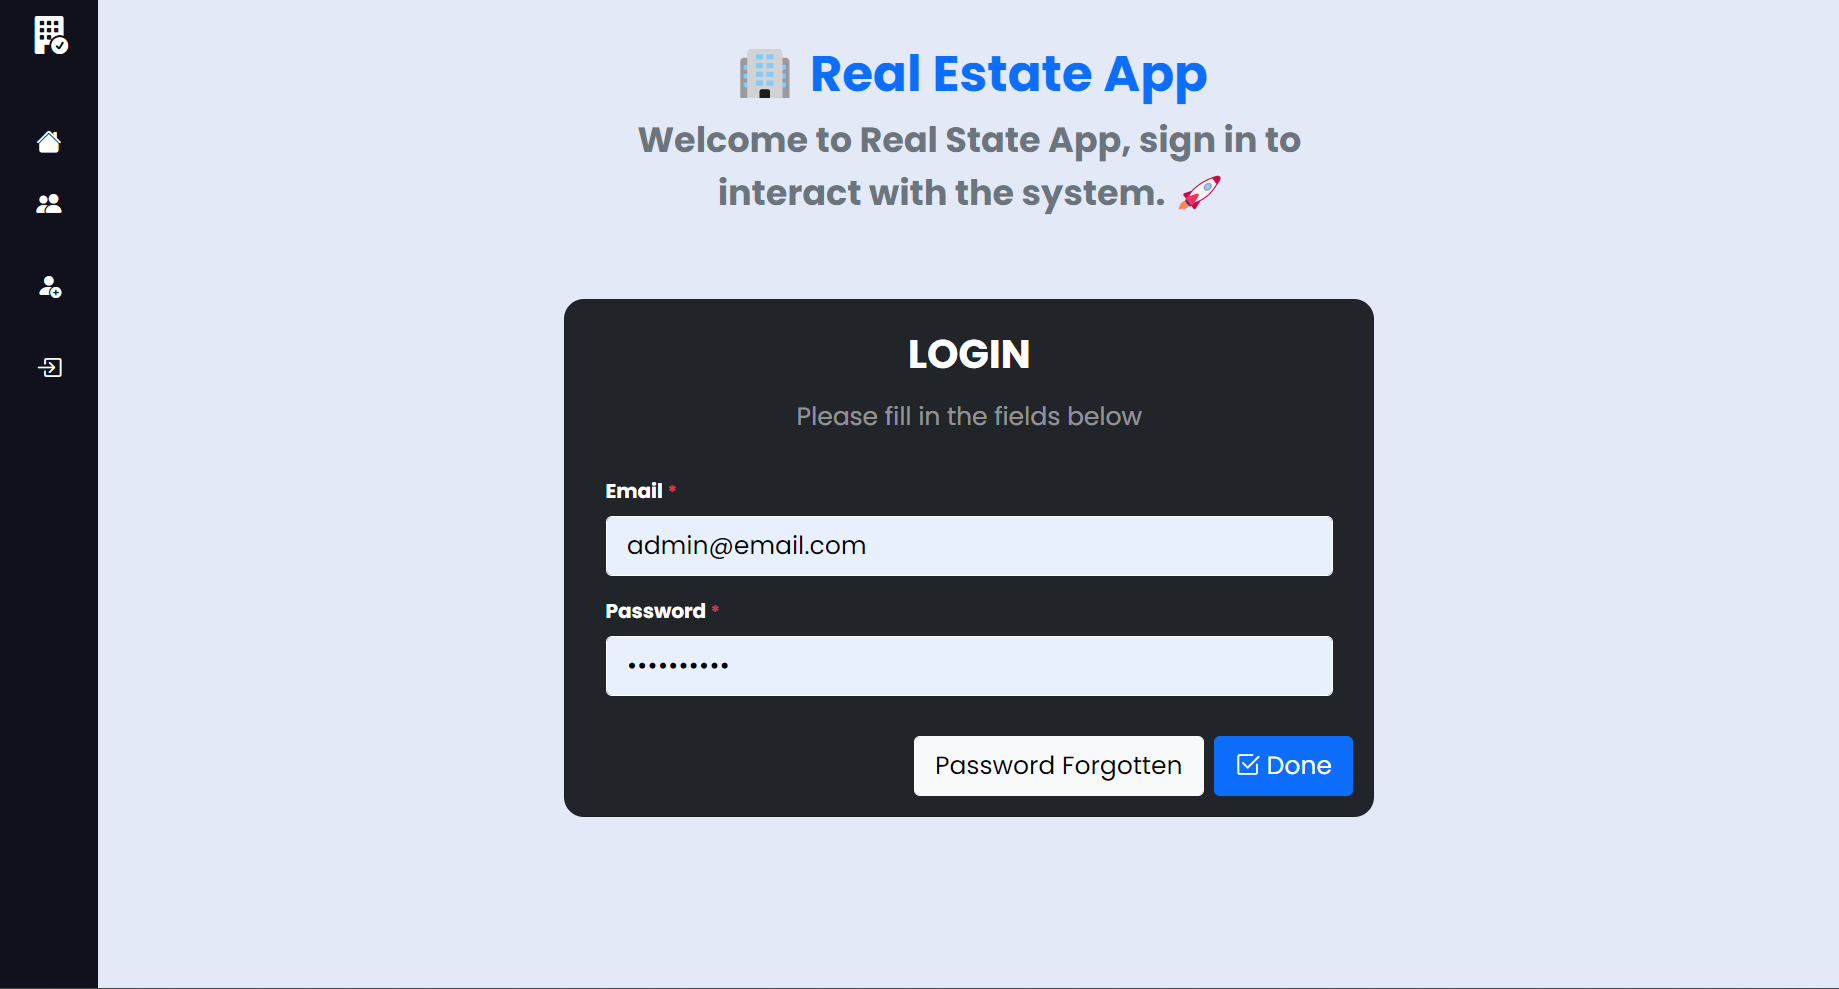 Real Estate App
Welcome to Real State App, sign in to
interact with the system.
LOGIN
Please fill in the fields below
Email *
admin@email.com
Password *
••••••••••
Password Forgotten
Done